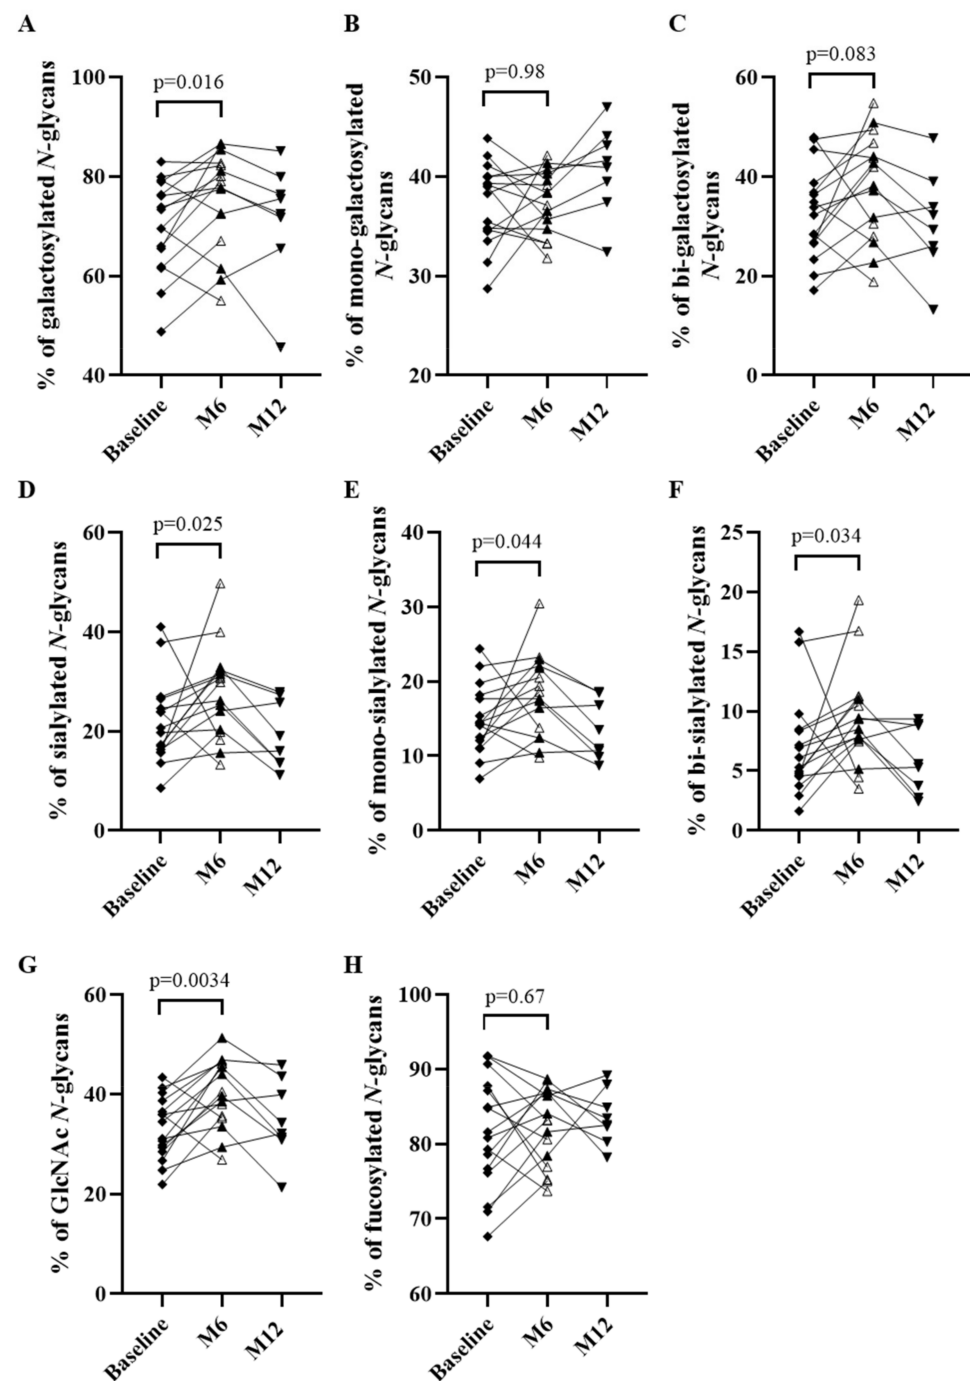 A
% of galactosylated N-glycans
p=0.016
100
80
60
40
Baseline
M6
M12
B
% of mono-galactosylated
N-glycans
p=0.98
50
40
30
20
Baseline
M6
M12
C
% of bi-galactosylated
N-glycans
p=0.083
60
40
20
0
Baseline
M6
M12
D
% of sialylated N-glycans
p=0.025
60
40
20
0
Baseline
M6
M12
E
% of mono-sialylated N-glycans
p=0.044
40
30
20
10
0
Baseline
M6
M12
F
% of bi-sialylated N-glycans
p=0.034
25
20
15
10
5
0
Baseline
M6
M12
G
% of GlcNAc N-glycans
p=0.0034
60
40
20
0
Baseline
M6
M12
H
% of fucosylated N-glycans
p=0.67
100
90
80
70
60
Baseline
M6
M12